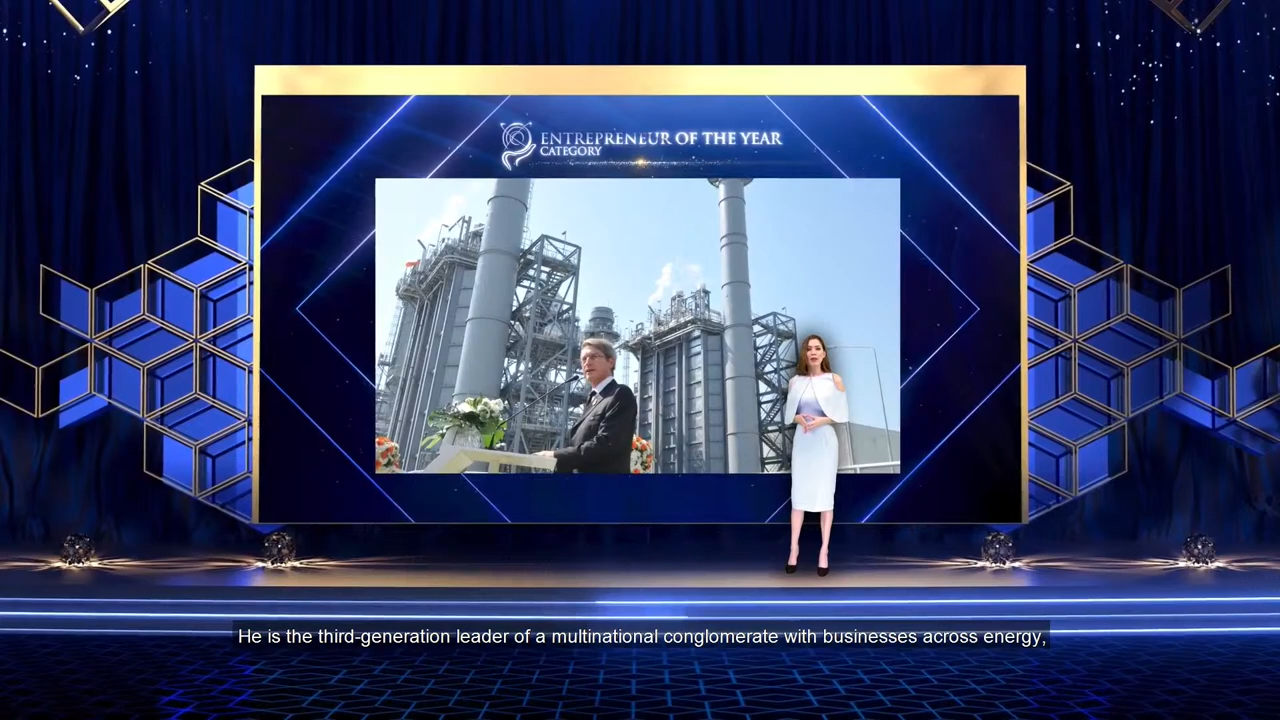 ENTREPRENEUR OF THE YEAR
CATEGORY
He is the third-generation leader of a multinational conglomerate with businesses across energy,